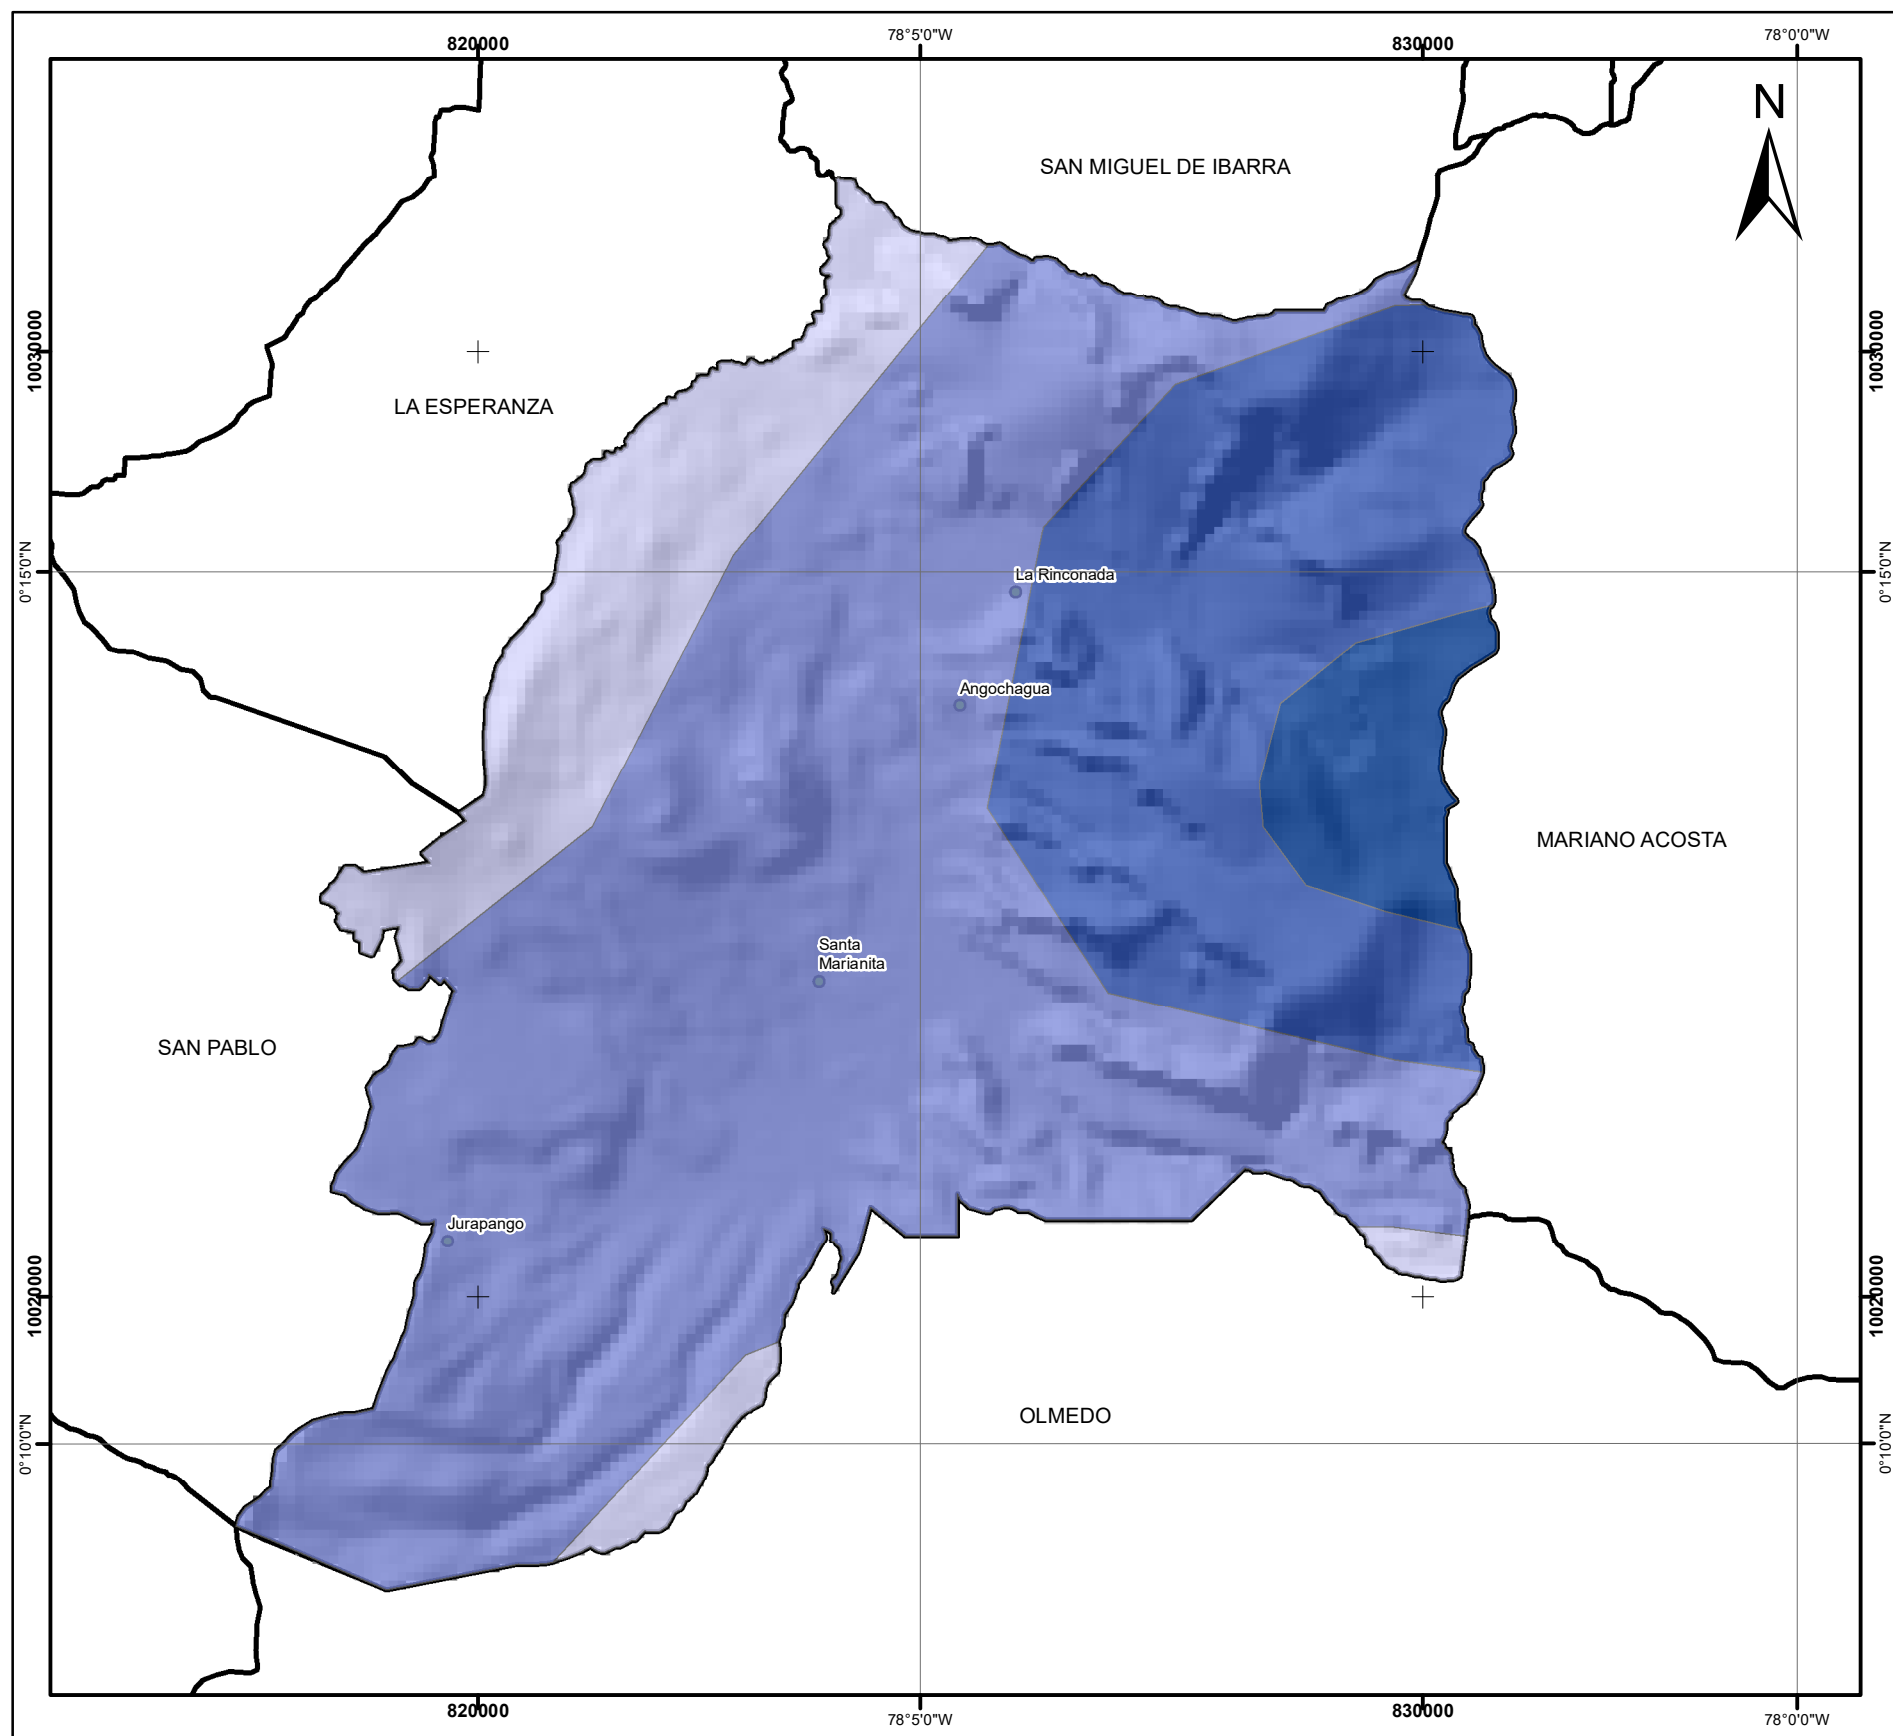 820000
78°5'0"W
830000
78°0'0"W
N
SAN MIGUEL DE IBARRA
10030000
10030000
LA ESPERANZA
0°15'0"N
La Rinconada
0°15'0"N
Angochagua
MARIANO ACOSTA
Santa
Marianita
SAN PABLO
Jurapango
10020000
10020000
OLMEDO
0°10'0"N
0°10'0"N
820000
78°5'0"W
830000
78°0'0"W